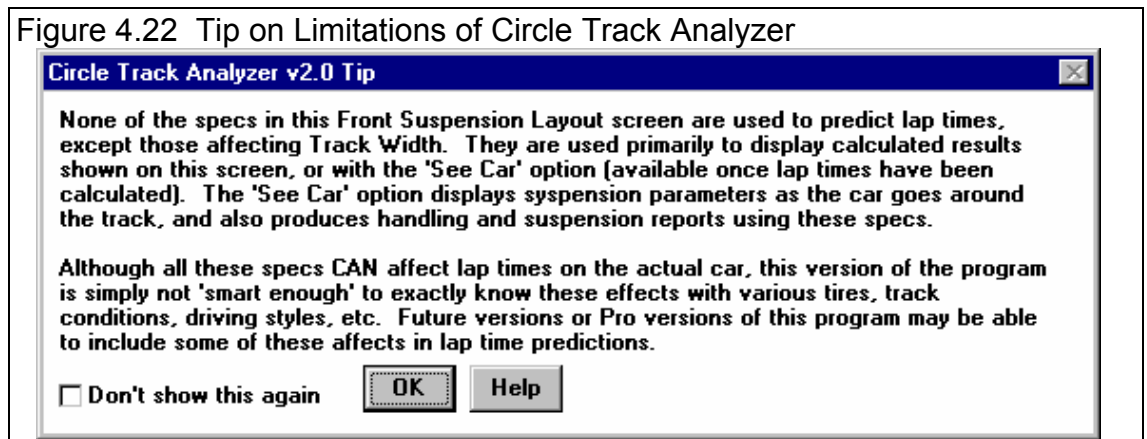 Figure 4.22 Tip on Limitations of Circle Track Analyzer
Circle Track Analyzer v2.0 Tip
None of the specs in this Front Suspension Layout screen are used to predict lap times,
except those affecting Track Width. They are used primarily to display calculated results
shown on this screen, or with the 'See Car' option (available once lap times have been
calculated). The 'See Car' option displays syspension parameters as the car goes around
the track, and also produces handling and suspension reports using these specs.
Although all these specs CAN affect lap times on the actual car, this version of the program
is simply not 'smart enough' to exactly know these effects with various tires, track
conditions, driving styles, etc. Future versions or Pro versions of this program may be able
to include some of these affects in lap time predictions.
Don't show this again
OK
Help